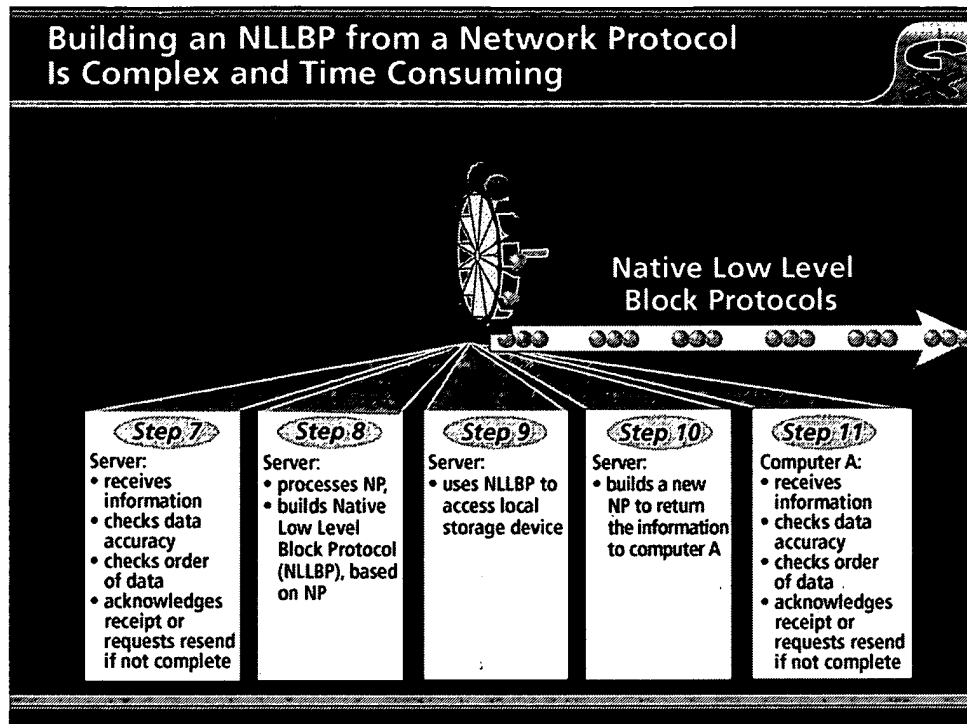 Building an NLLBP from a Network Protocol
Is Complex and Time Consuming
Native Low Level
Block Protocols
Step 7
Server:
• receives
information
• checks data
accuracy
• checks order
of data
• acknowledges
receipt or
requests resend
if not complete
Step 8
Server:
• processes NP,
• builds Native
Low Level
Block Protocol
(NLLBP), based
on NP
Step 9
Server:
• uses NLLBP to
access local
storage device
Step 10
Server:
• builds a new
NP to return
the information
to computer A
Step 11
Computer A:
• receives
information
• checks data
accuracy
• checks order
of data
• acknowledges
receipt or
requests resend
if not complete